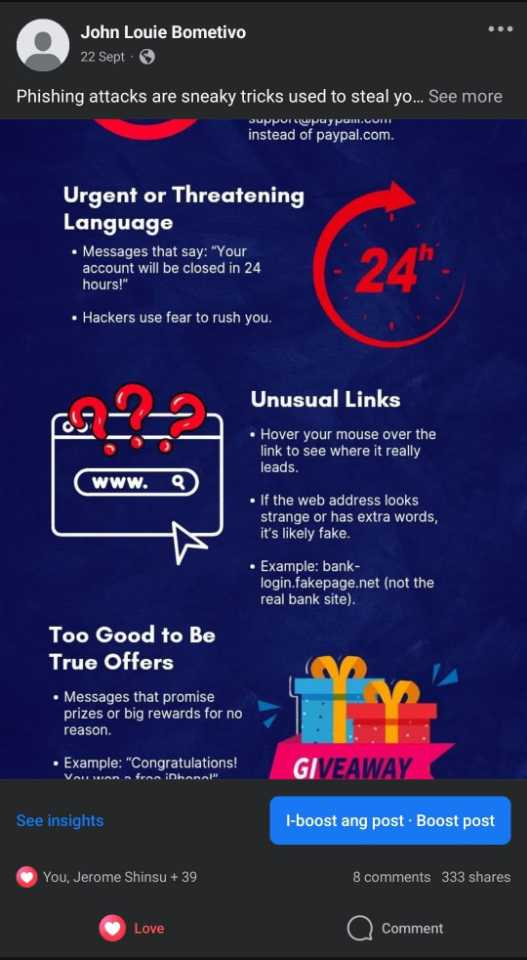 John Louie Bometivo
22 Sept ·
Phishing attacks are sneaky tricks used to steal yo... See more
instead of paypal.com.
Urgent or Threatening
Language
• Messages that say: “Your
account will be closed in 24
hours!”
• Hackers use fear to rush you.
24h
Unusual Links
• Hover your mouse over the
link to see where it really
leads.
• If the web address looks
strange or has extra words,
it's likely fake.
• Example: bank-
login.fakepage.net (not the
real bank site).
???
www.
Too Good to Be
True Offers
• Messages that promise
prizes or big rewards for no
reason.
• Example: “Congratulations!
You won a free iPhone!”
GIVEAWAY
See insights
I-boost ang post · Boost post
You, Jerome Shinsu + 39
8 comments 333 shares
Love
Comment